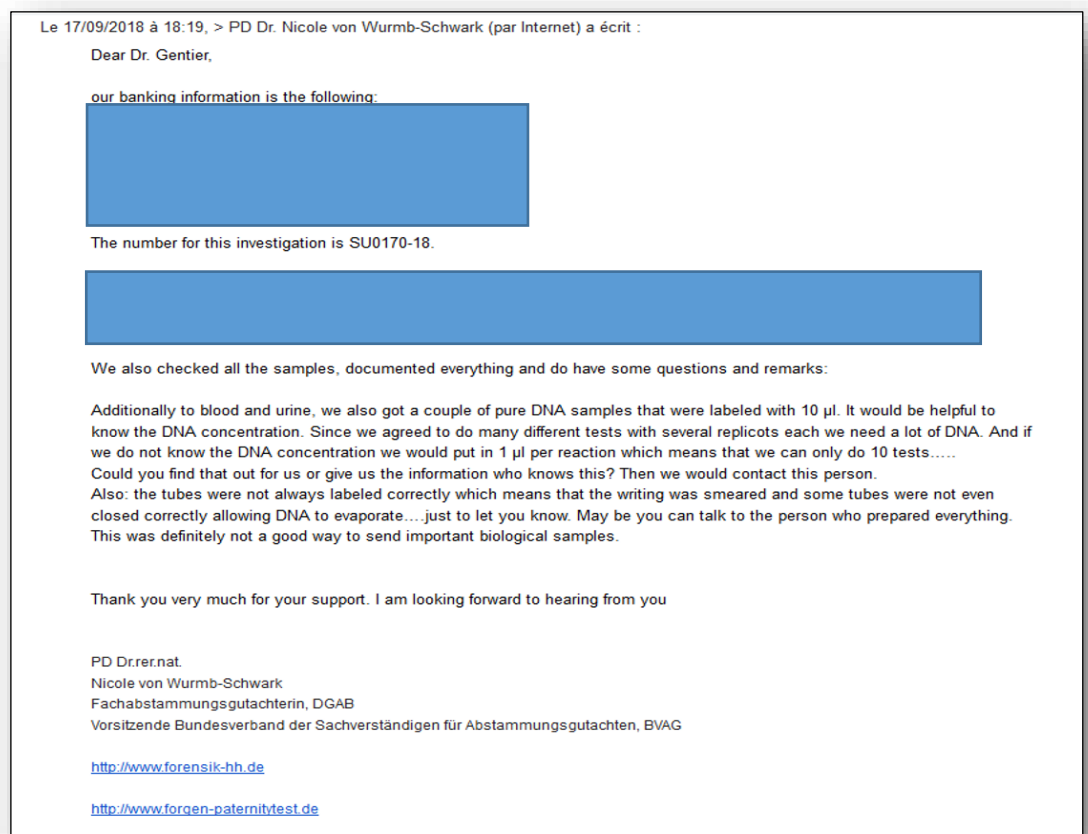 Le 17/09/2018 à 18:19, > PD Dr. Nicole von Wurmb-Schwark (par Internet) a écrit :
Dear Dr. Gentier,
our banking information is the following:
The number for this investigation is SU0170-18.
We also checked all the samples, documented everything and do have some questions and remarks:
Additionally to blood and urine, we also got a couple of pure DNA samples that were labeled with 10 µl. It would be helpful to
know the DNA concentration. Since we agreed to do many different tests with several replicots each we need a lot of DNA. And if
we do not know the DNA concentration we would put in 1 µl per reaction which means that we can only do 10 tests.....
Could you find that out for us or give us the information who knows this? Then we would contact this person.
Also: the tubes were not always labeled correctly which means that the writing was smeared and some tubes were not even
closed correctly allowing DNA to evaporate....just to let you know. May be you can talk to the person who prepared everything.
This was definitely not a good way to send important biological samples.
Thank you very much for your support. I am looking forward to hearing from you
PD Dr.rer.nat.
Nicole von Wurmb-Schwark
Fachabstammungsgutachterin, DGAB
Vorsitzende Bundesverband der Sachverständigen für Abstammungsgutachten, BVAG
http://www.forensik-hh.de
http://www.forgen-paternitytest.de